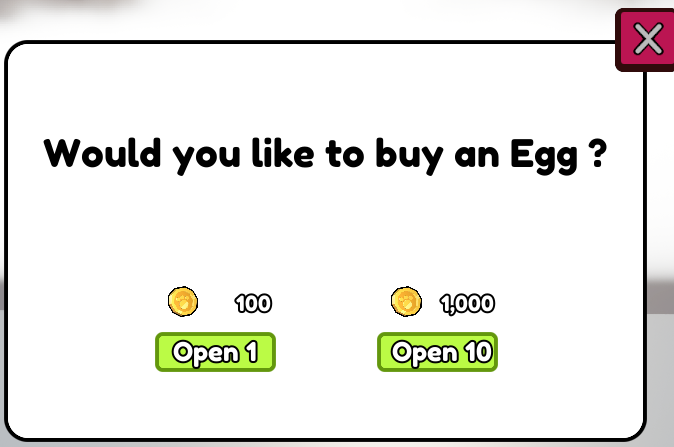 X
Would you like to buy an Egg ?
100 1,000
Open 1 Open 10